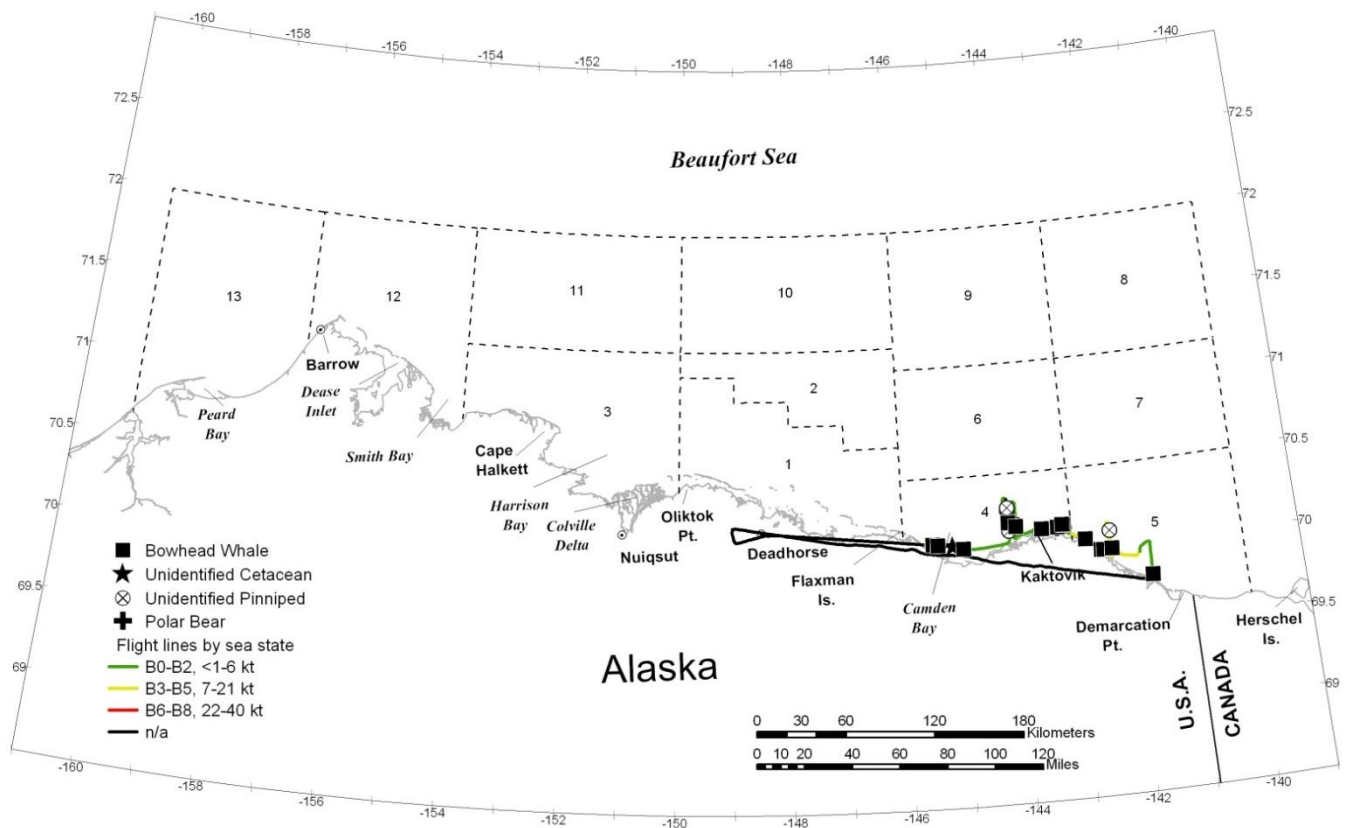 -160
-158
-156
-154
-152
-150
-148
-146
-144
-142
-140
72.5
72.5
Beaufort Sea
72
72
71.5
71.5
13
12
11
10
9
8
71
71
Barrow
Dease
Inlet
Peard
Bay
3
2
6
7
70.5
70.5
Smith Bay
Cape
Halkett
1
Harrison
Bay
Colville
Delta
Oliktok
Pt.
Nuiqsut
4
5
70
70
Deadhorse
Flaxman
Is.
Camden
Bay
Kaktovik
Demarcation
Pt.
Herschel
Is.
69.5
69.5
Bowhead Whale
Unidentified Cetacean
Unidentified Pinniped
Polar Bear
Flight lines by sea state
B0-B2, <1-6 kt
B3-B5, 7-21 kt
B6-B8, 22-40 kt
n/a
Alaska
69
69
U.S.A.
CANADA
0 30 60 120 180
Kilometers
0 10 20 40 60 80 100 120
Miles
-160
-158
-156
-154
-152
-150
-148
-146
-144
-142
-140